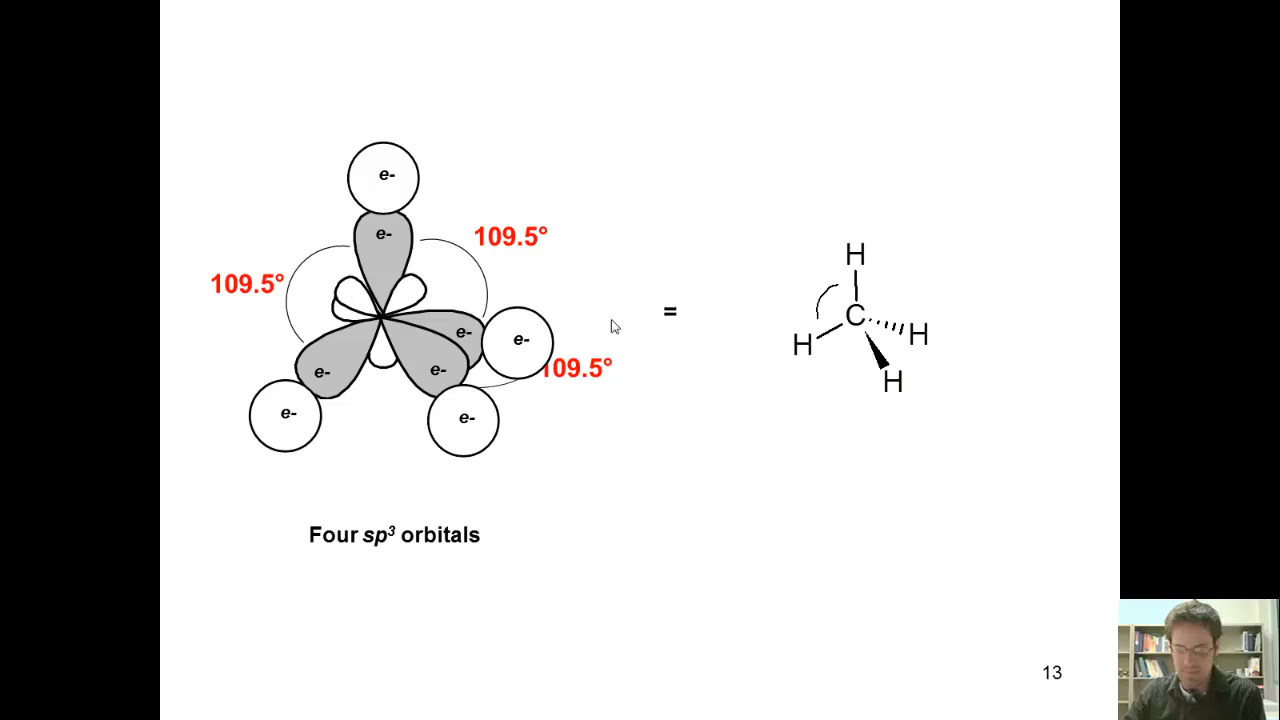 e-
e-
109.5°
109.5°
e-
e-
109.5°
e-
e-
e-
e-
=
H
C
H
H
H
Four sp³ orbitals
13